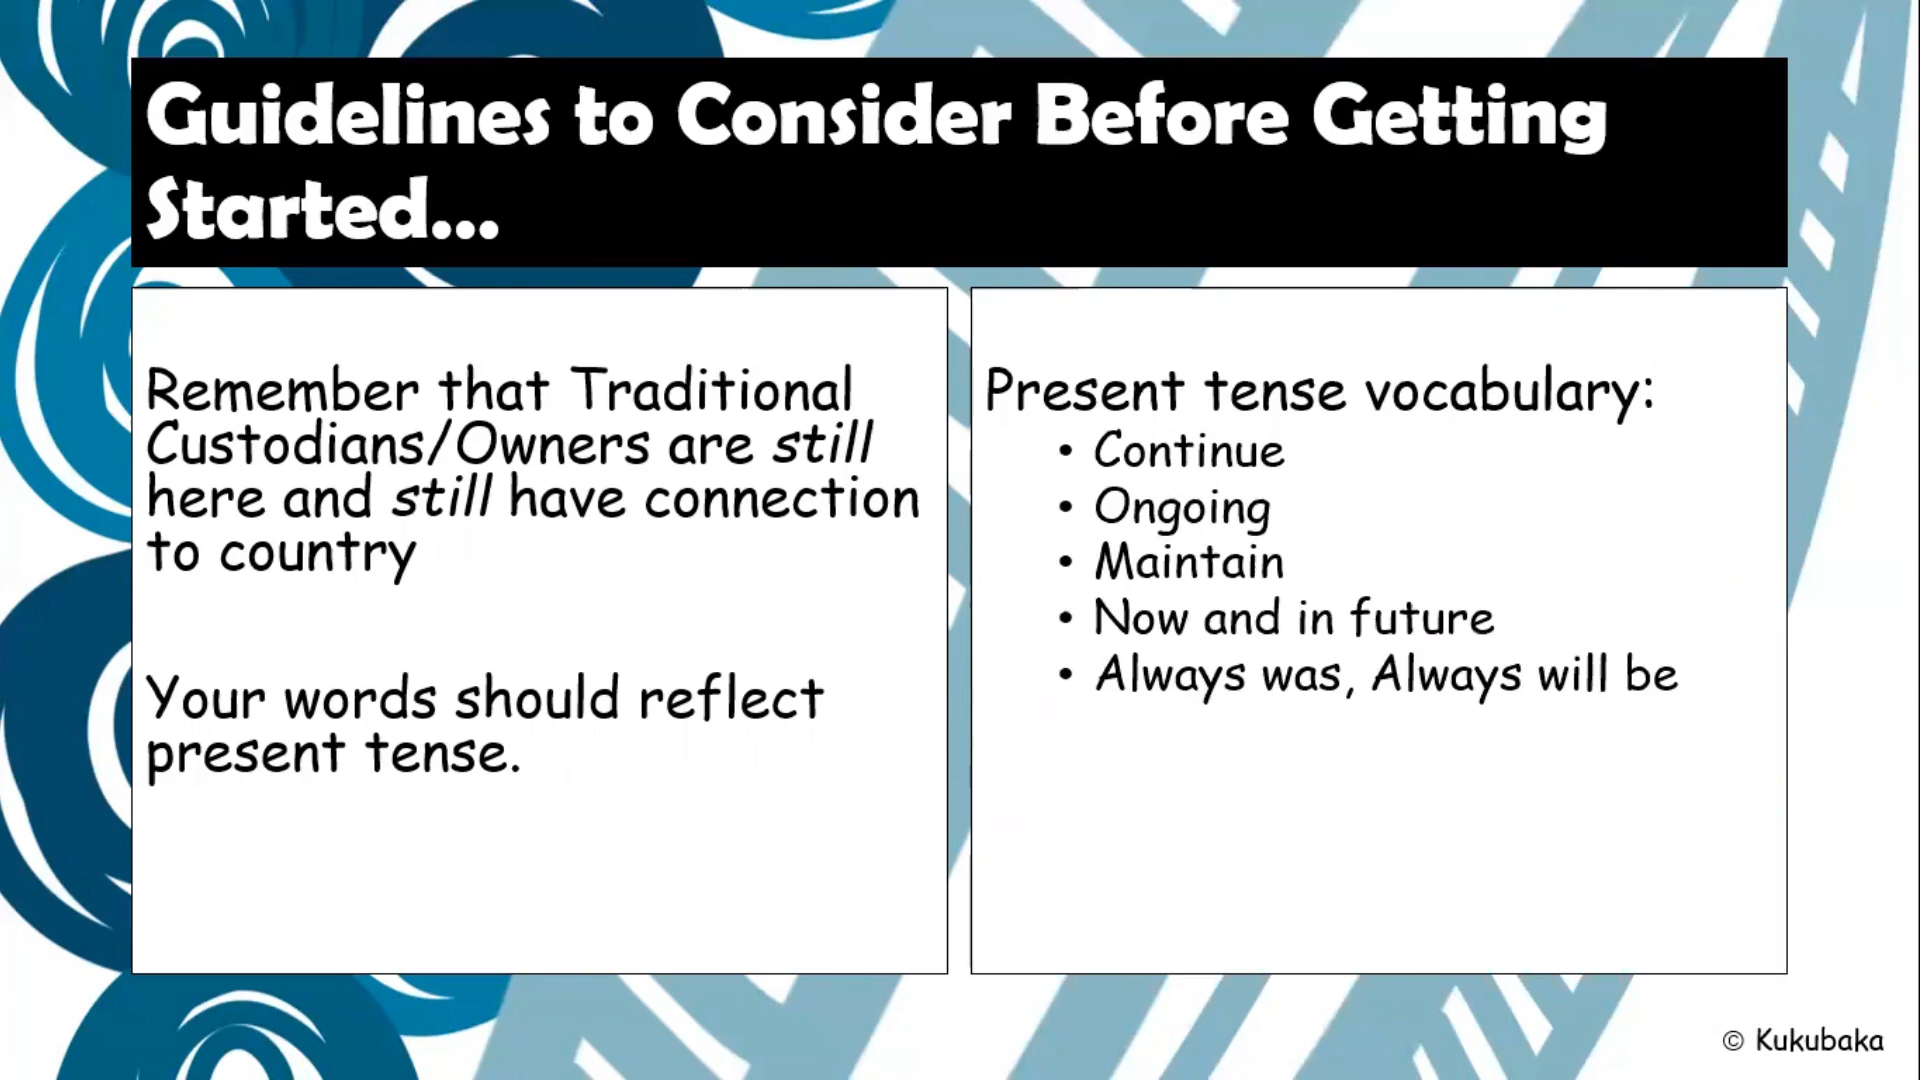 Guidelines to Consider Before Getting
Started...
Remember that Traditional
Custodians/Owners are still
here and still have connection
to country
Your words should reflect
present tense.
Present tense vocabulary:
• Continue
• Ongoing
• Maintain
• Now and in future
• Always was, Always will be
© Kukubaka